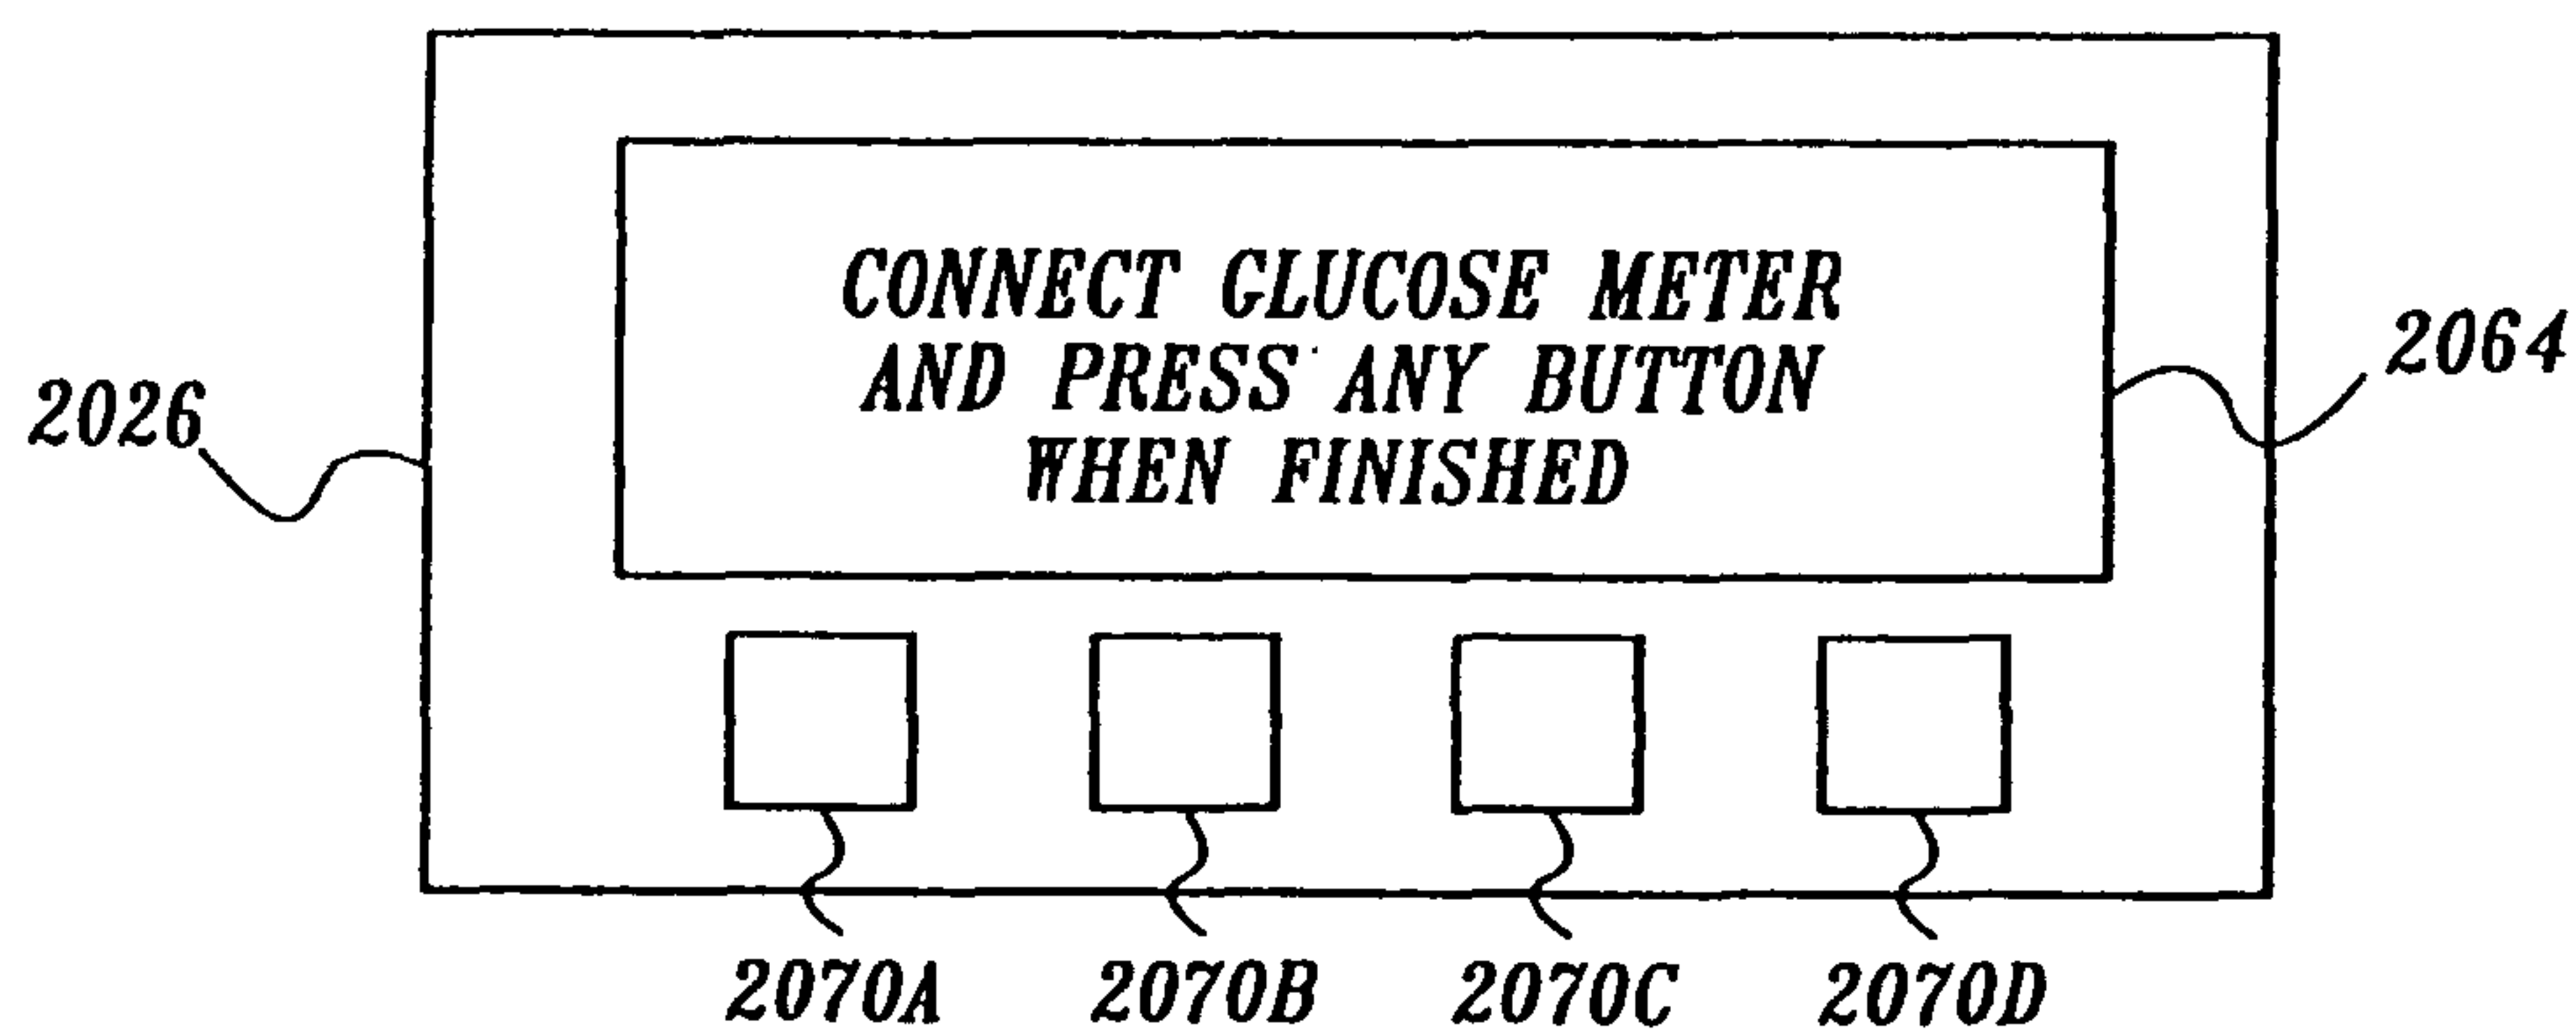 CONNECT GLUCOSE METER
AND PRESS ANY BUTTON
WHEN FINISHED
2026
2064
2070A 2070B 2070C 2070D